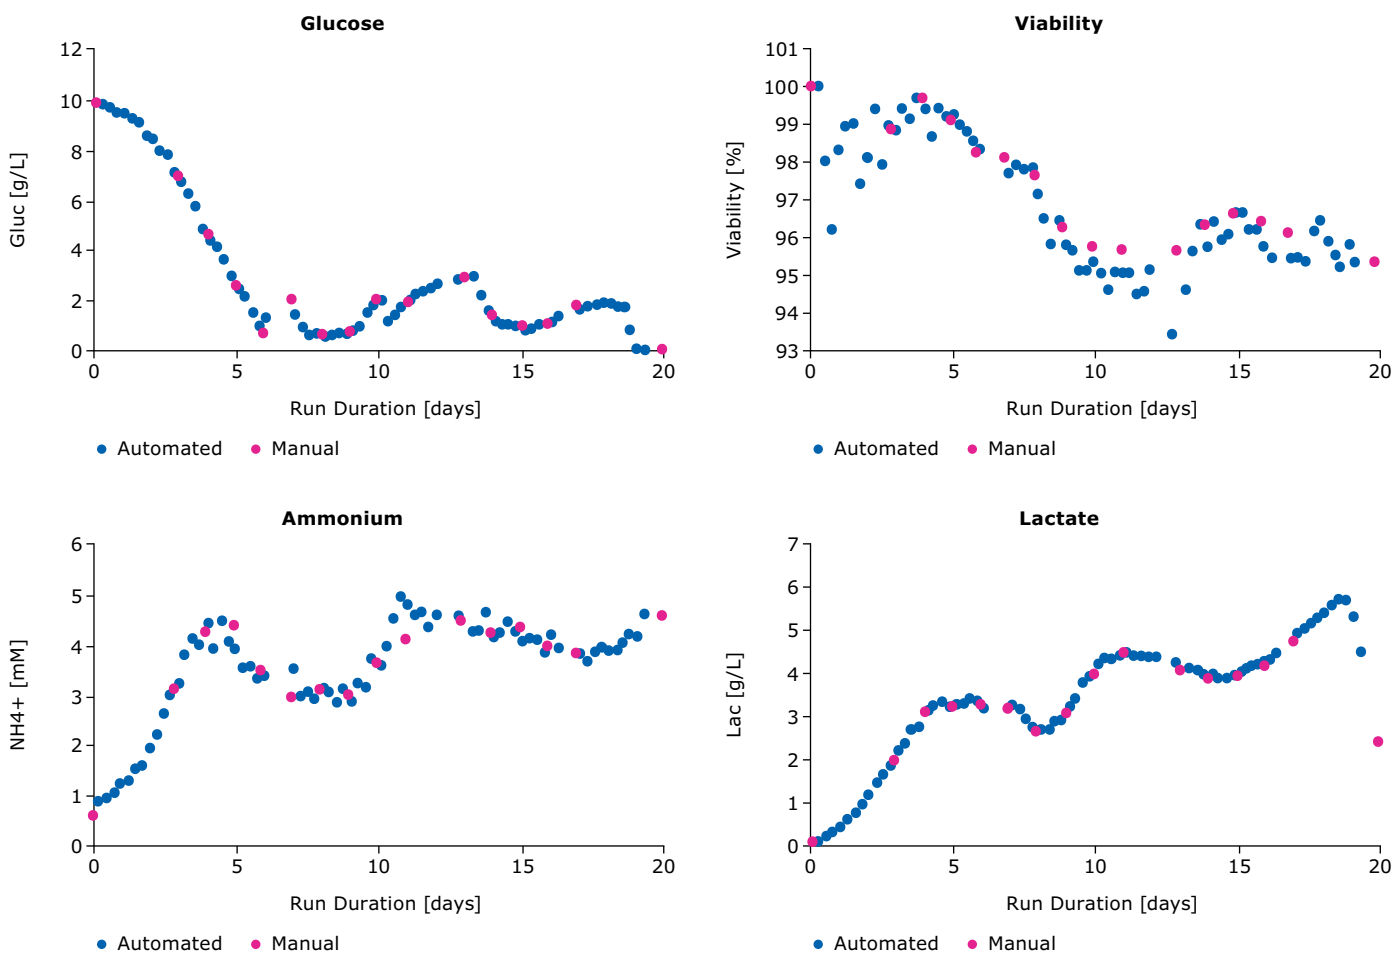 Glucose
Gluc [g/L]
12
10
8
6
4
2
0
0 5 10 15 20
Run Duration [days]
Automated Manual
Viability
Viability [%]
101
100
99
98
97
96
95
94
93
0 5 10 15 20
Run Duration [days]
Automated Manual
Ammonium
NH4+ [mM]
6
5
4
3
2
1
0
0 5 10 15 20
Run Duration [days]
Automated Manual
Lactate
Lac [g/L]
7
6
5
4
3
2
1
0
0 5 10 15 20
Run Duration [days]
Automated Manual